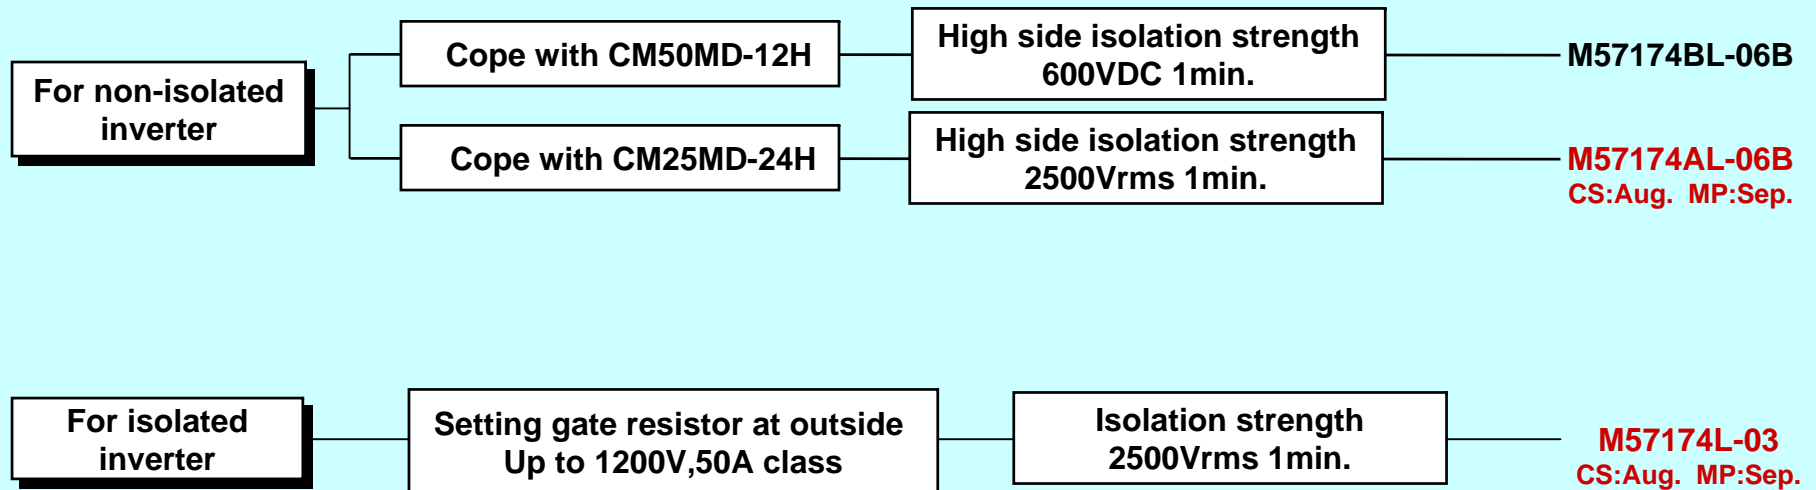 For non-isolated
inverter
Cope with CM50MD-12H
High side isolation strength
600VDC 1min.
M57174BL-06B
Cope with CM25MD-24H
High side isolation strength
2500Vrms 1min.
M57174AL-06B
CS:Aug.  MP:Sep.
For isolated
inverter
Setting gate resistor at outside
Up to 1200V,50A class
Isolation strength
2500Vrms 1min.
M57174L-03
CS:Aug.  MP:Sep.